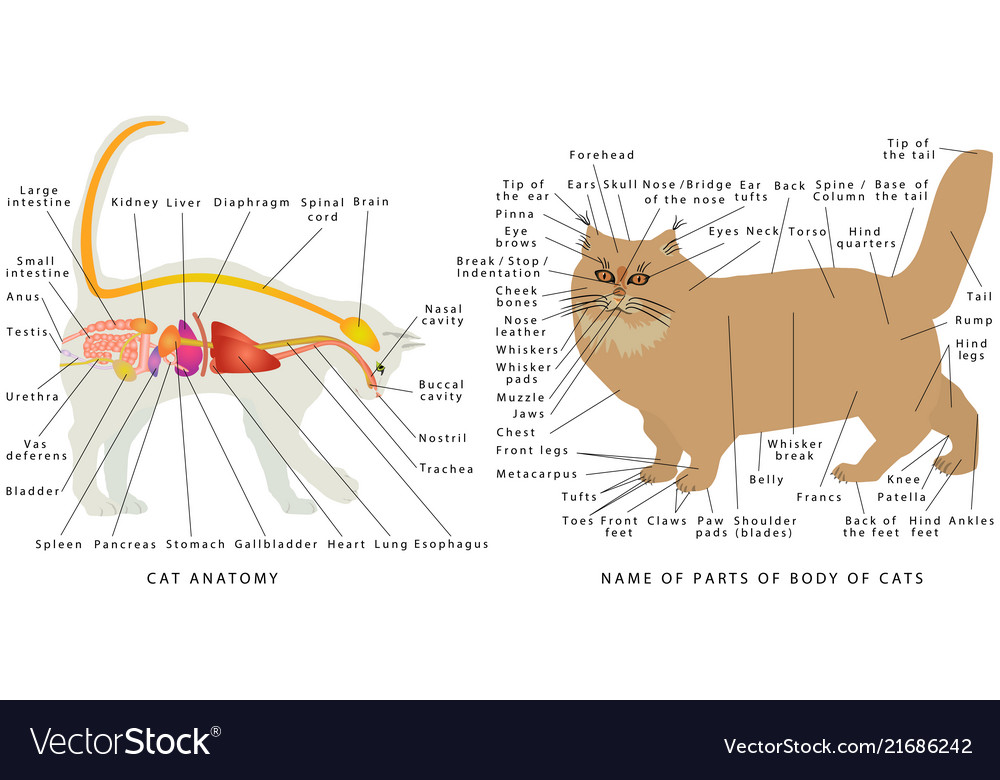 Large
intestine
Kidney
Liver
Diaphragm
Spinal
cord
Brain
Small
intestine
Anus
Testis
Urethra
Vas
deferens
Bladder
Nasal
cavity
Buccal
cavity
Nostril
Trachea
Spleen
Pancreas
Stomach
Gallbladder
Heart
Lung
Esophagus
CAT ANATOMY
Forehead
Tip of
the ear
Ears
Skull
Nose/Bridge
of the nose
Ear
tufts
Back
Spine/
Column
Base of
the tail
Tip of
the tail
Pinna
Eye
brows
Eyes
Neck
Torso
Hind
quarters
Break/Stop/
Indentation
Cheek
bones
Nose
leather
Whiskers
Whisker
pads
Muzzle
Jaws
Chest
Front legs
Metacarpus
Tufts
Tail
Rump
Hind
legs
Whisker
break
Belly
Francs
Knee
Patella
Toes
Front
feet
Claws
Paw
pads
Shoulder
(blades)
Back of
the feet
Hind
feet
Ankles
NAME OF PARTS OF BODY OF CATS
VectorStock®
VectorStock.com/21686242